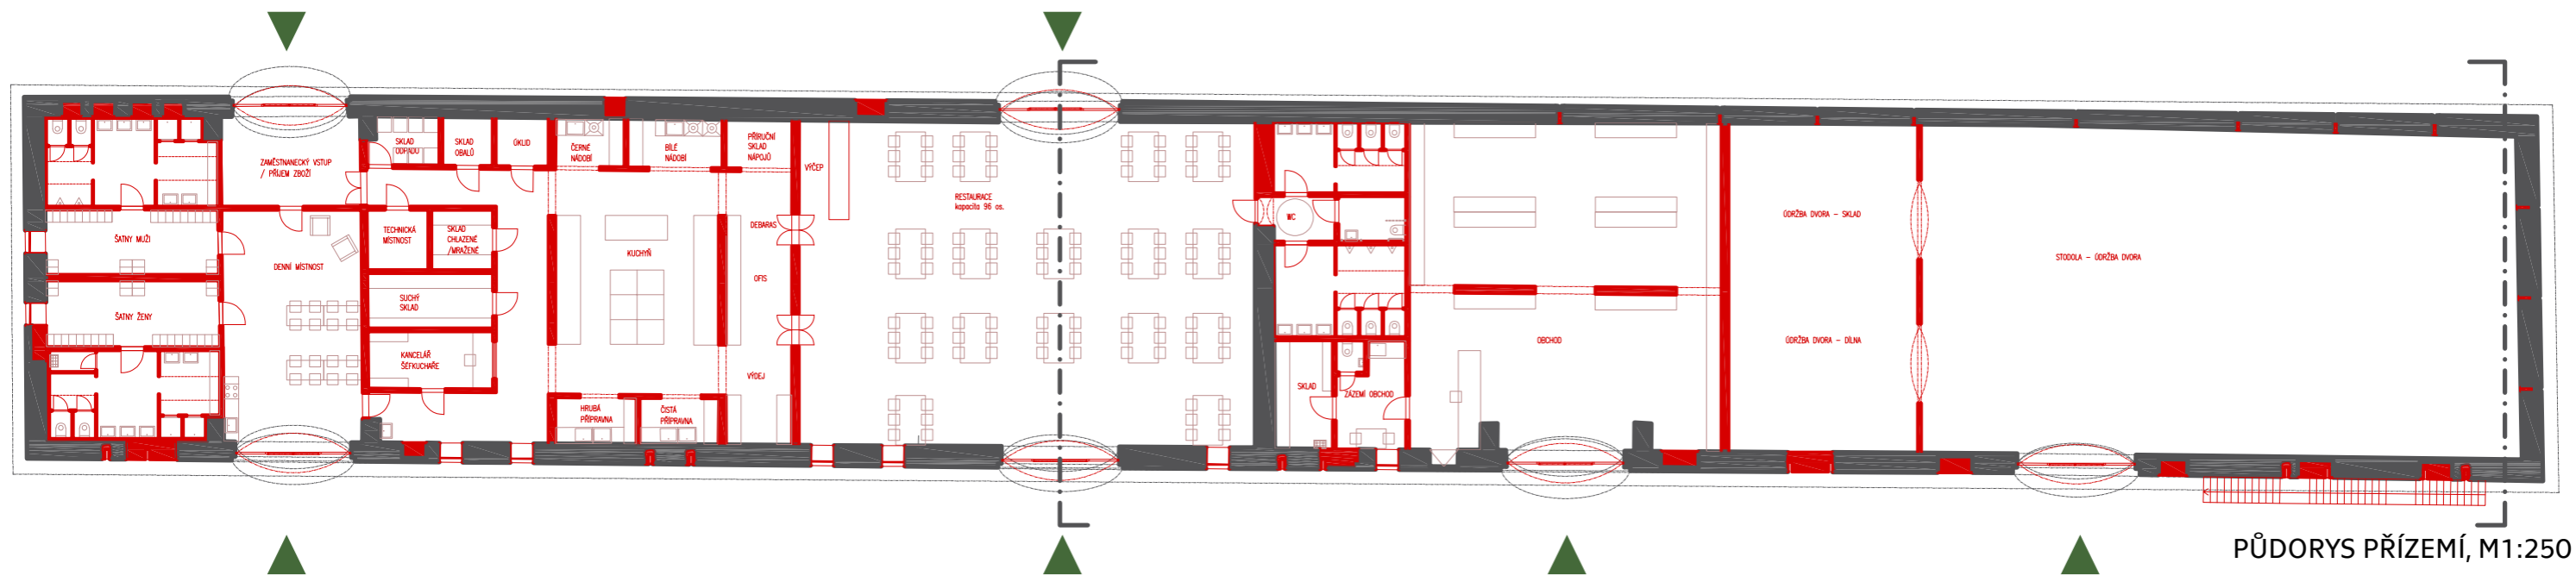 SKLAD
ODPADU
SKLAD
OBALŮ
ÚKLID
ČERNÉ
NÁDOBÍ
BÍLÉ
NÁDOBÍ
PŘÍRUČNÍ
SKLAD
NÁPOJŮ
VÝČEP
ZAMĚSTNANECKÝ VSTUP
/ PŘÍJEM ZBOŽÍ
RESTAURACE
kapacita 96 os.
WC
ÚDRŽBA DVORA – SKLAD
ŠATNY MUŽI
TECHNICKÁ
MÍSTNOST
SKLAD
CHLAZENÉ
/MRAŽENÉ
DEBARAS
KUCHYŇ
STODOLA – ÚDRŽBA DVORA
DENNÍ MÍSTNOST
OFIS
SUCHÝ
SKLAD
ŠATNY ŽENY
OBCHOD
ÚDRŽBA DVORA – DÍLNA
KANCELÁŘ
ŠÉFKUCHAŘE
VÝDEJ
SKLAD
ZÁZEMÍ OBCHOD
HRUBÁ
PŘÍPRAVNA
ČISTÁ
PŘÍPRAVNA
PŮDORYS PŘÍZEMÍ, M1:250